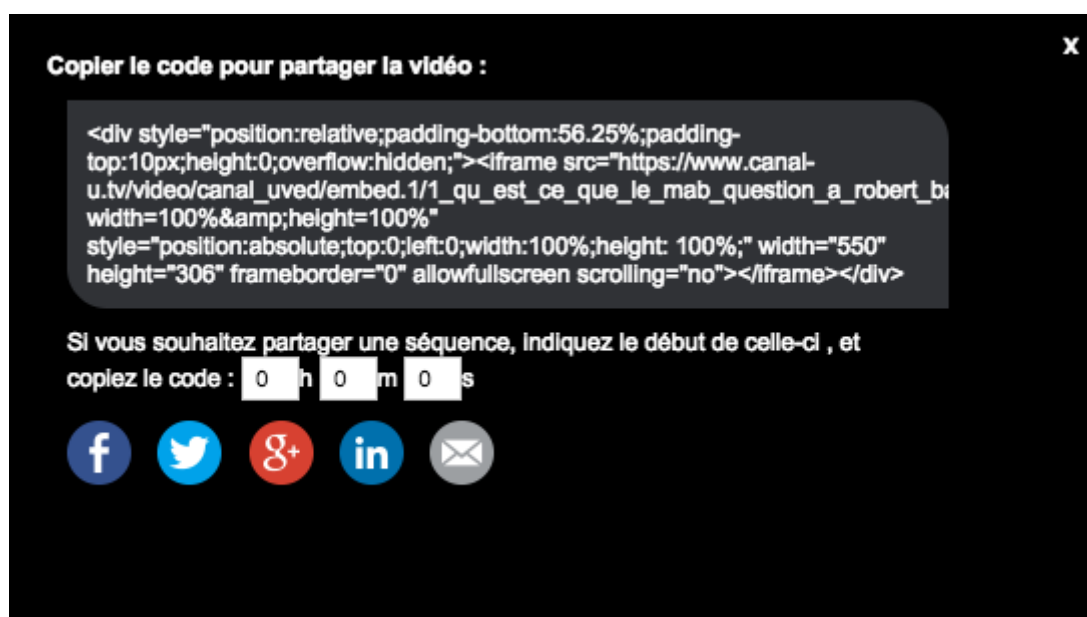 x
Copier le code pour partager la vidéo :
<div style="position:relative;padding-bottom:56.25%;padding-
top:10px;height:0;overflow:hidden;"><iframe src="https://www.canal-
u.tv/video/canal_uved/embed.1/1_qu_est_ce_que_le_mab_question_a_robert_ba
width=100%&amp;height=100%"
style="position:absolute;top:0;left:0;width:100%;height: 100%;" width="550"
height="306" frameborder="0" allowfullscreen scrolling="no"></iframe></div>
Si vous souhaitez partager une séquence, indiquez le début de celle-ci , et
copiez le code : 0 h 0 m 0 s
f g+ in